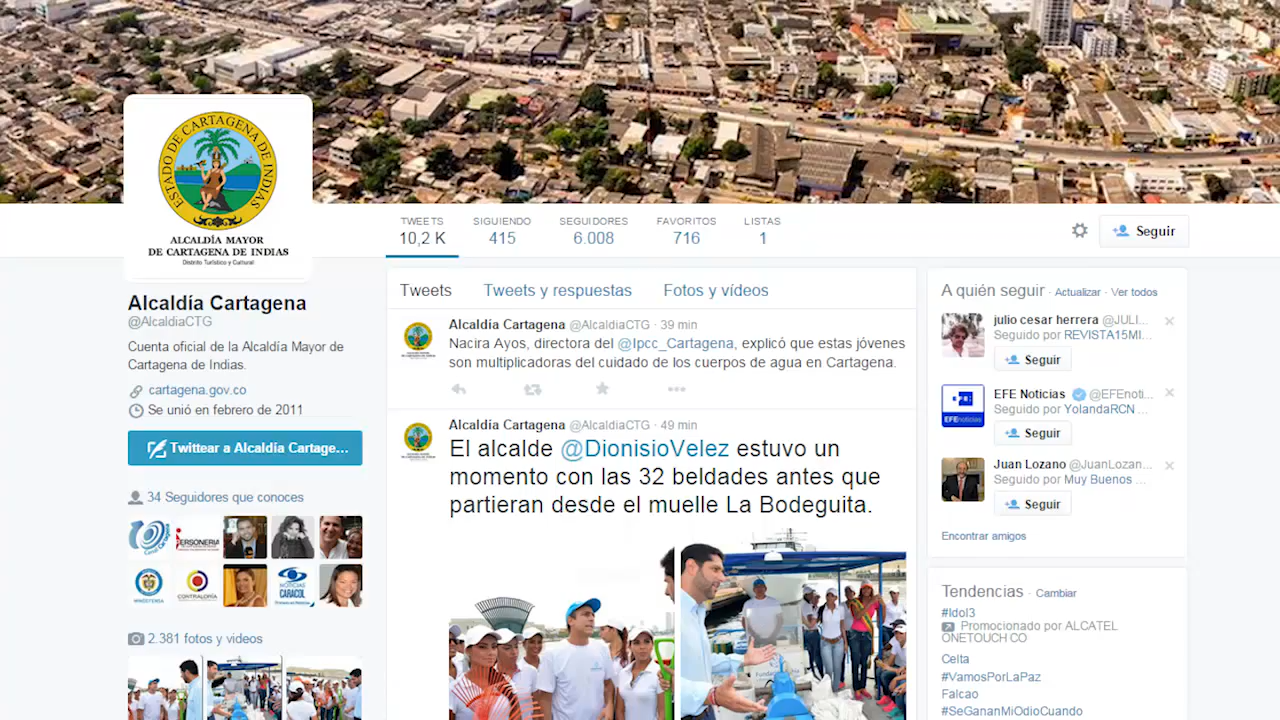 ESTADO DE CARTAGENA DE INDIAS
ALCALDÍA MAYOR
DE CARTAGENA DE INDIAS
Distrito Turístico y Cultural
TWEETS
10,2 K
SIGUIENDO
415
SEGUIDORES
6.008
FAVORITOS
716
LISTAS
1
Seguir
Alcaldía Cartagena
@AlcaldiaCTG
Cuenta oficial de la Alcaldía Mayor de
Cartagena de Indias.
cartagena.gov.co
Se unió en febrero de 2011
Twittear a Alcaldía Cartage...
34 Seguidores que conoces
PERSONERIA
CONTRALORÍA
NOTICIAS
CARACOL
2.381 fotos y videos
Tweets
Tweets y respuestas
Fotos y vídeos
Alcaldía Cartagena @AlcaldiaCTG · 39 min
Nacira Ayos, directora del @Ipcc_Cartagena, explicó que estas jóvenes
son multiplicadoras del cuidado de los cuerpos de agua en Cartagena.
Alcaldía Cartagena @AlcaldiaCTG · 49 min
El alcalde @DionisioVelez estuvo un
momento con las 32 beldades antes que
partieran desde el muelle La Bodeguita.
A quién seguir · Actualizar · Ver todos
julio cesar herrera @JULI...
Seguido por REVISTA15MI...
Seguir
EFE Noticias @EFEnoti...
Seguido por YolandaRCN ...
EFEnoticias
Seguir
Juan Lozano @JuanLozan...
Seguido por Muy Buenos ...
Seguir
Encontrar amigos
Tendencias · Cambiar
#Idol3
Promocionado por ALCATEL
ONETOUCH CO
Celta
#VamosPorLaPaz
Falcao
#SeGananMiOdioCuando